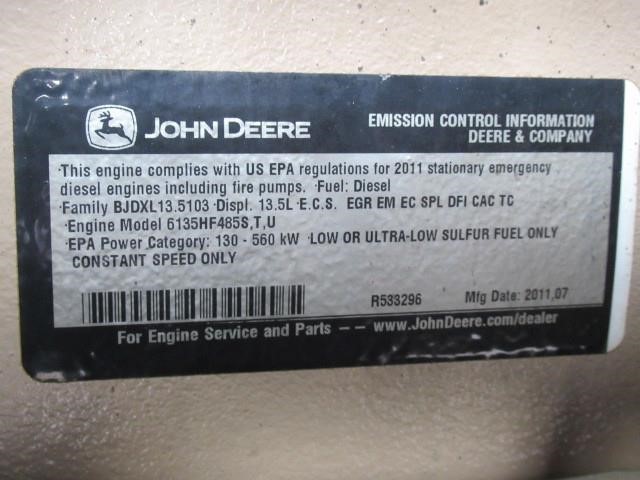 JOHN DEERE
EMISSION CONTROL INFORMATION
DEERE & COMPANY
·This engine complies with US EPA regulations for 2011 stationary emergency
diesel engines including fire pumps. ·Fuel: Diesel
·Family BJDXL13.5103 ·Displ. 13.5L ·E.C.S. EGR EM EC SPL DFI CAC TC
·Engine Model 6135HF485S,T,U
·EPA Power Category: 130 - 560 kW ·LOW OR ULTRA-LOW SULFUR FUEL ONLY
CONSTANT SPEED ONLY
R533296 Mfg Date: 2011,07
For Engine Service and Parts -- www.JohnDeere.com/dealer